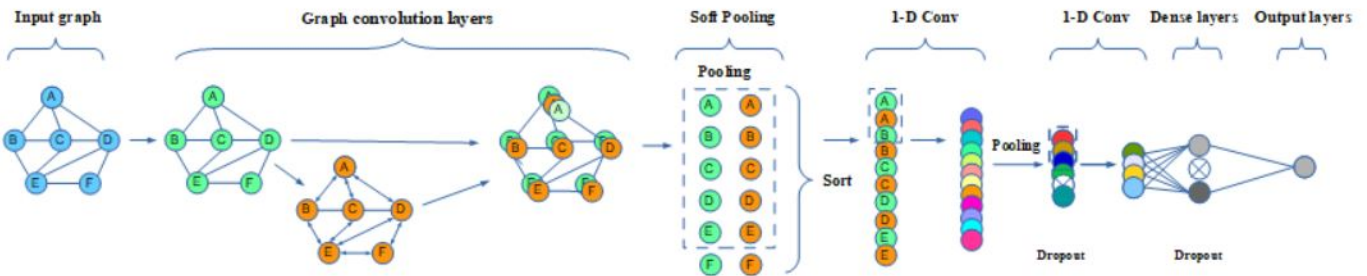 Input graph
Graph convolution layers
Soft Pooling
1-D Conv
1-D Conv
Dense layers
Output layers
A
B C D
E F
A
B C D
E F
A
B C D
E F
A
A
B C D
E F
Pooling
A A
B B
C C
D D
E E
F F
Sort
A
A
B
B
C
C
D
D
E
E
Pooling
Dropout
Dropout